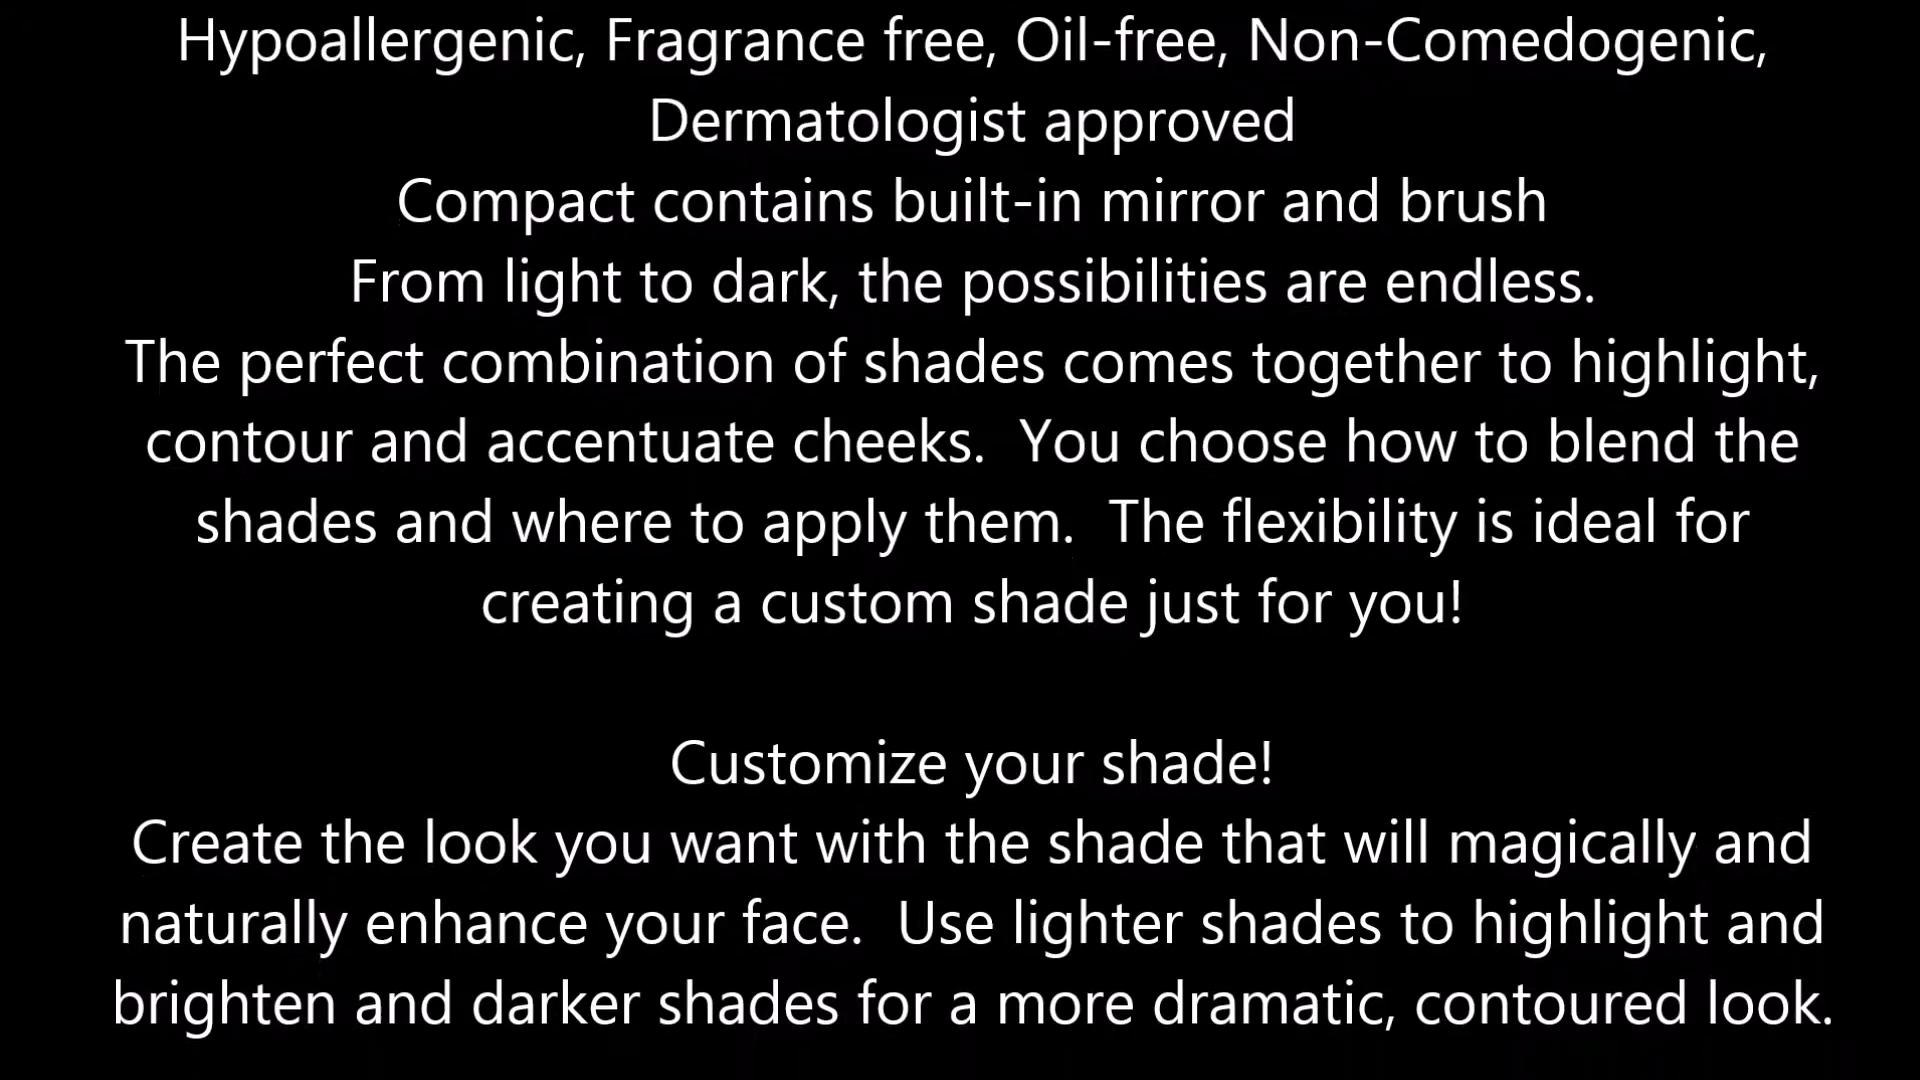 Hypoallergenic, Fragrance free, Oil-free, Non-Comedogenic,
Dermatologist approved
Compact contains built-in mirror and brush
From light to dark, the possibilities are endless.
The perfect combination of shades comes together to highlight,
contour and accentuate cheeks.  You choose how to blend the
shades and where to apply them.  The flexibility is ideal for
creating a custom shade just for you!
Customize your shade!
Create the look you want with the shade that will magically and
naturally enhance your face.  Use lighter shades to highlight and
brighten and darker shades for a more dramatic, contoured look.